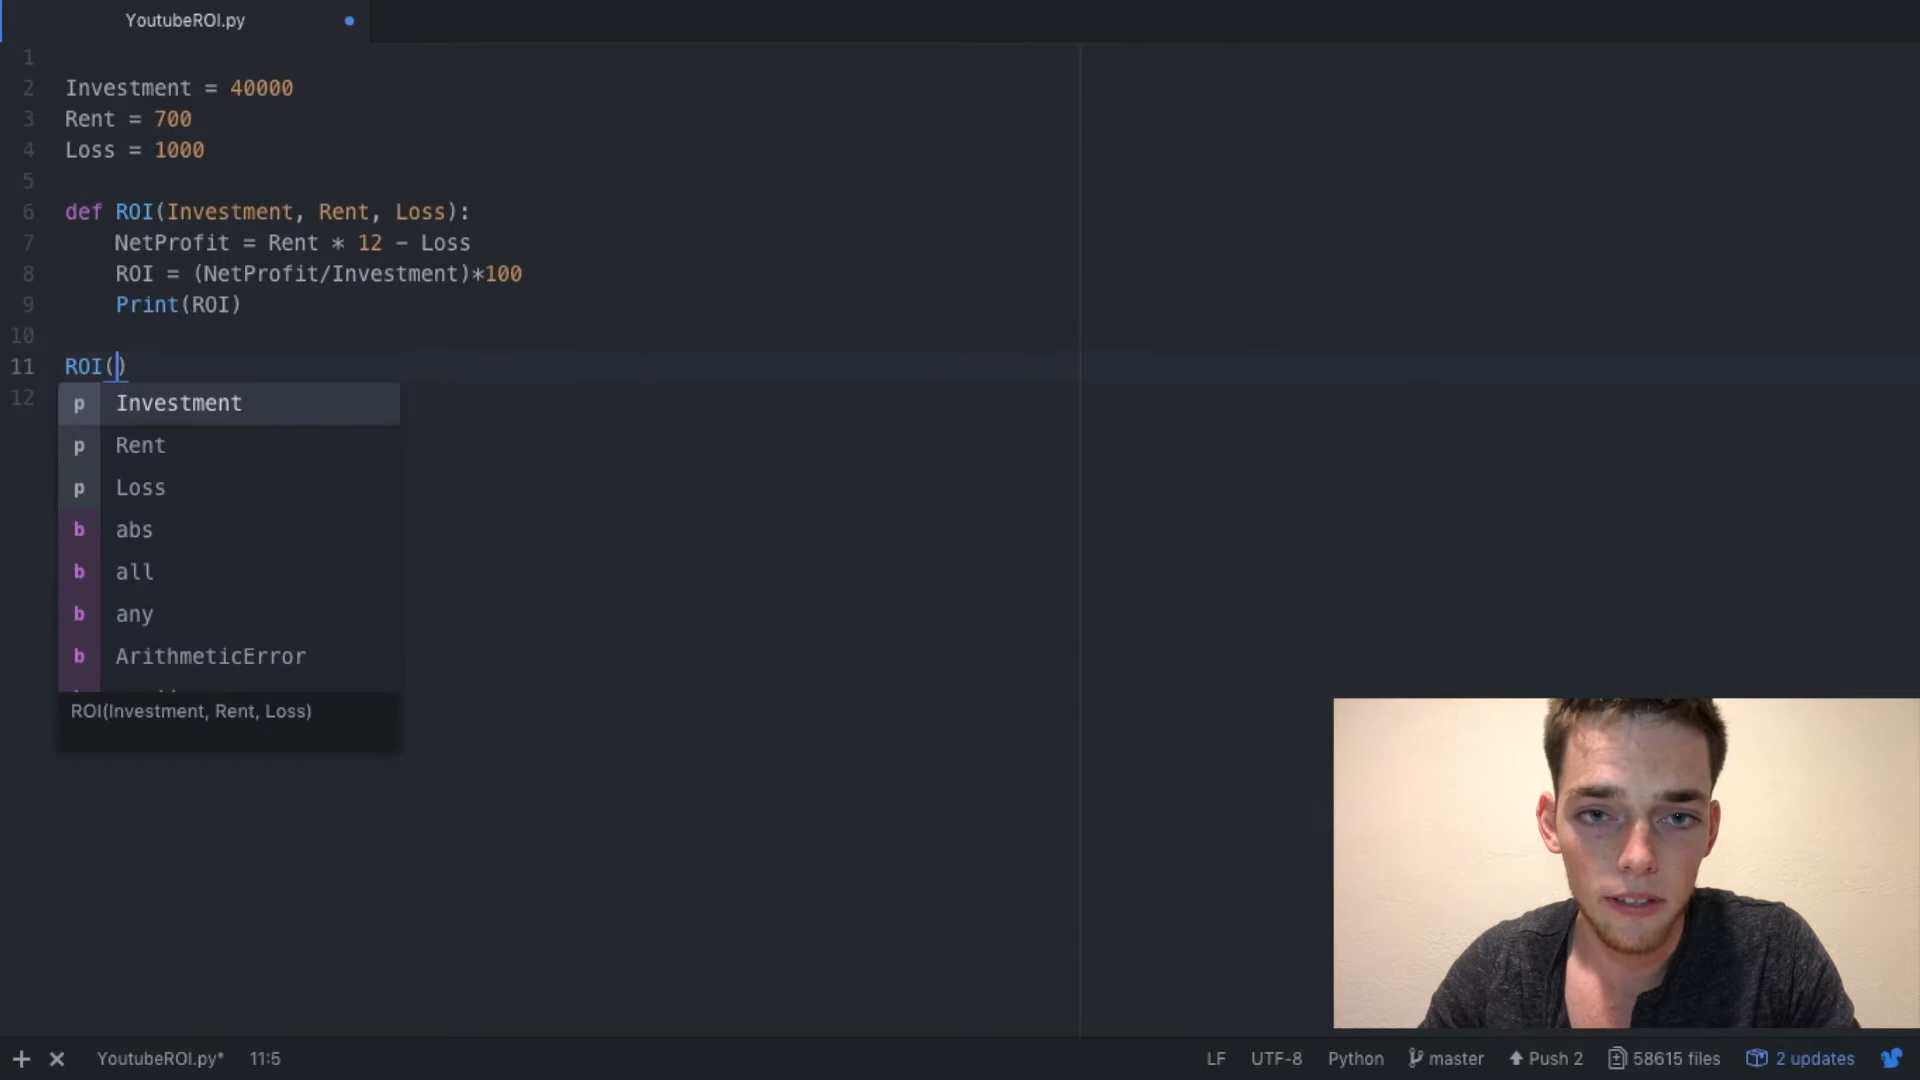 YoutubeROI.py
1
2 Investment = 40000
3 Rent = 700
4 Loss = 1000
5
6 def ROI(Investment, Rent, Loss):
7 NetProfit = Rent * 12 - Loss
8 ROI = (NetProfit/Investment)*100
9 Print(ROI)
10
11 ROI()
12
p Investment
p Rent
p Loss
b abs
b all
b any
b ArithmeticError
ROI(Investment, Rent, Loss)
YoutubeROI.py* 11:5 LF UTF-8 Python master Push 2 58615 files 2 updates